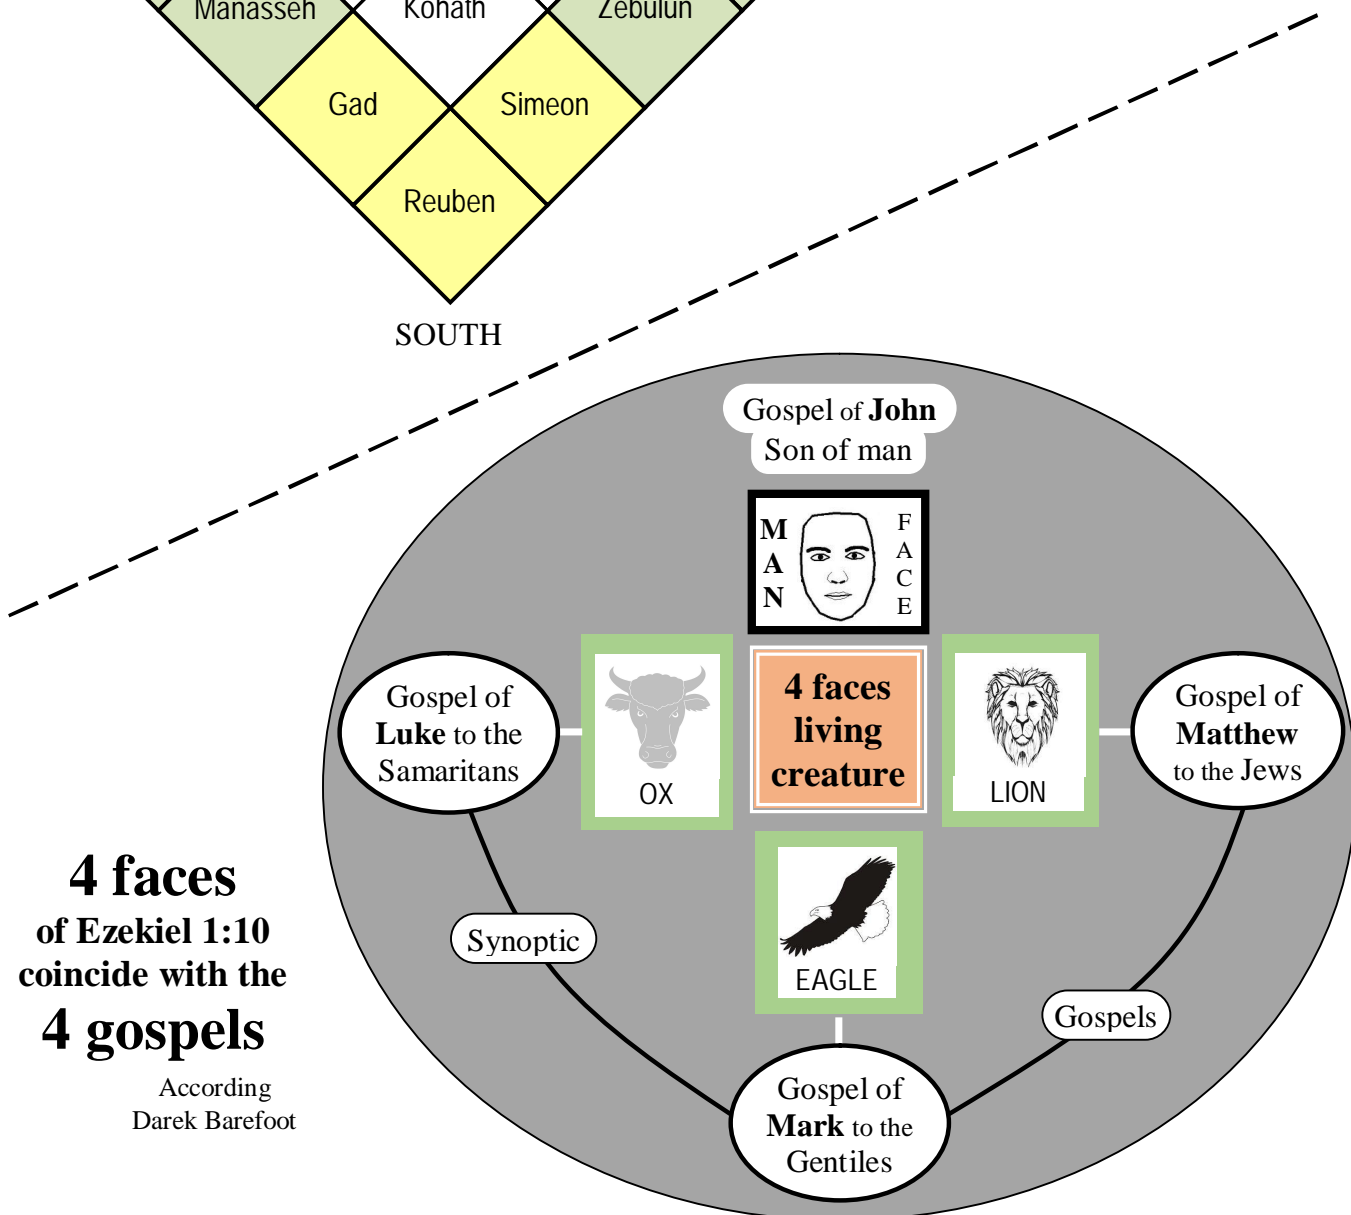 Manasseh
Kohath
Zebulun
Gad
Simeon
Reuben
SOUTH
Gospel of John
Son of man
MAN
FACE
Gospel of
Luke to the
Samaritans
OX
4 faces
living
creature
LION
Gospel of
Matthew
to the Jews
4 faces
of Ezekiel 1:10
coincide with the
4 gospels
According
Darek Barefoot
Synoptic
EAGLE
Gospels
Gospel of
Mark to the
Gentiles